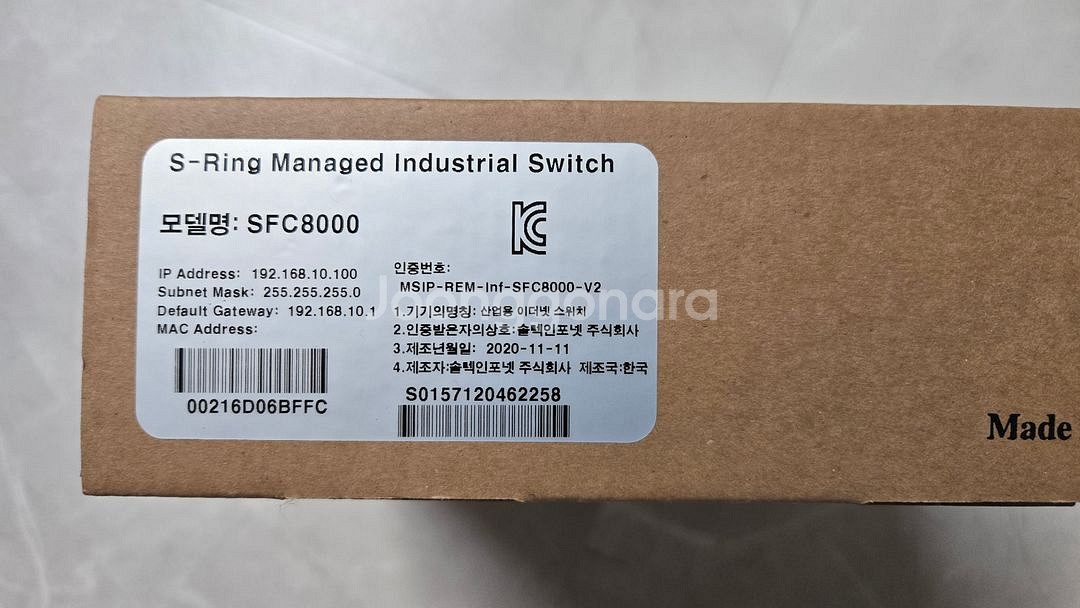 S-Ring Managed Industrial Switch
모델명: SFC8000
IP Address: 192.168.10.100
Subnet Mask: 255.255.255.0
Default Gateway: 192.168.10.1
MAC Address:
00216D06BFFC
KC
인증번호:
MSIP-REM-Inf-SFC8000-V2
1.기기의명칭: 산업용 이더넷 스위치
2.인증받은자의상호:솔텍인포넷 주식회사
3.제조년월일: 2020-11-11
4.제조자:솔텍인포넷 주식회사 제조국:한국
S0157120462258
Made
Joonggonara